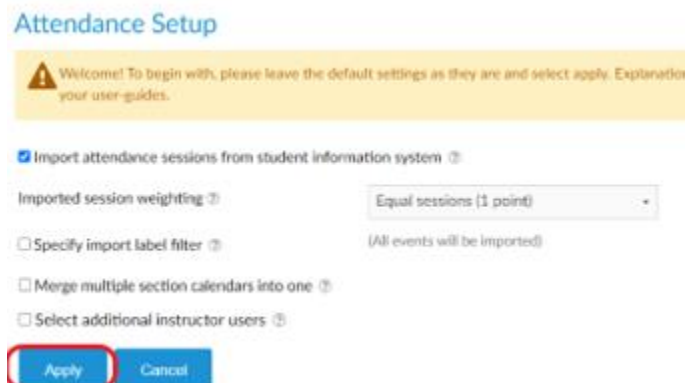 Attendance Setup
Welcome! To begin with, please leave the default settings as they are and select apply. Explanation
your user-guides.
Import attendance sessions from student information system
Imported session weighting
Equal sessions (1 point)
Specify import label filter
(All events will be imported)
Merge multiple section calendars into one
Select additional instructor users
Apply
Cancel